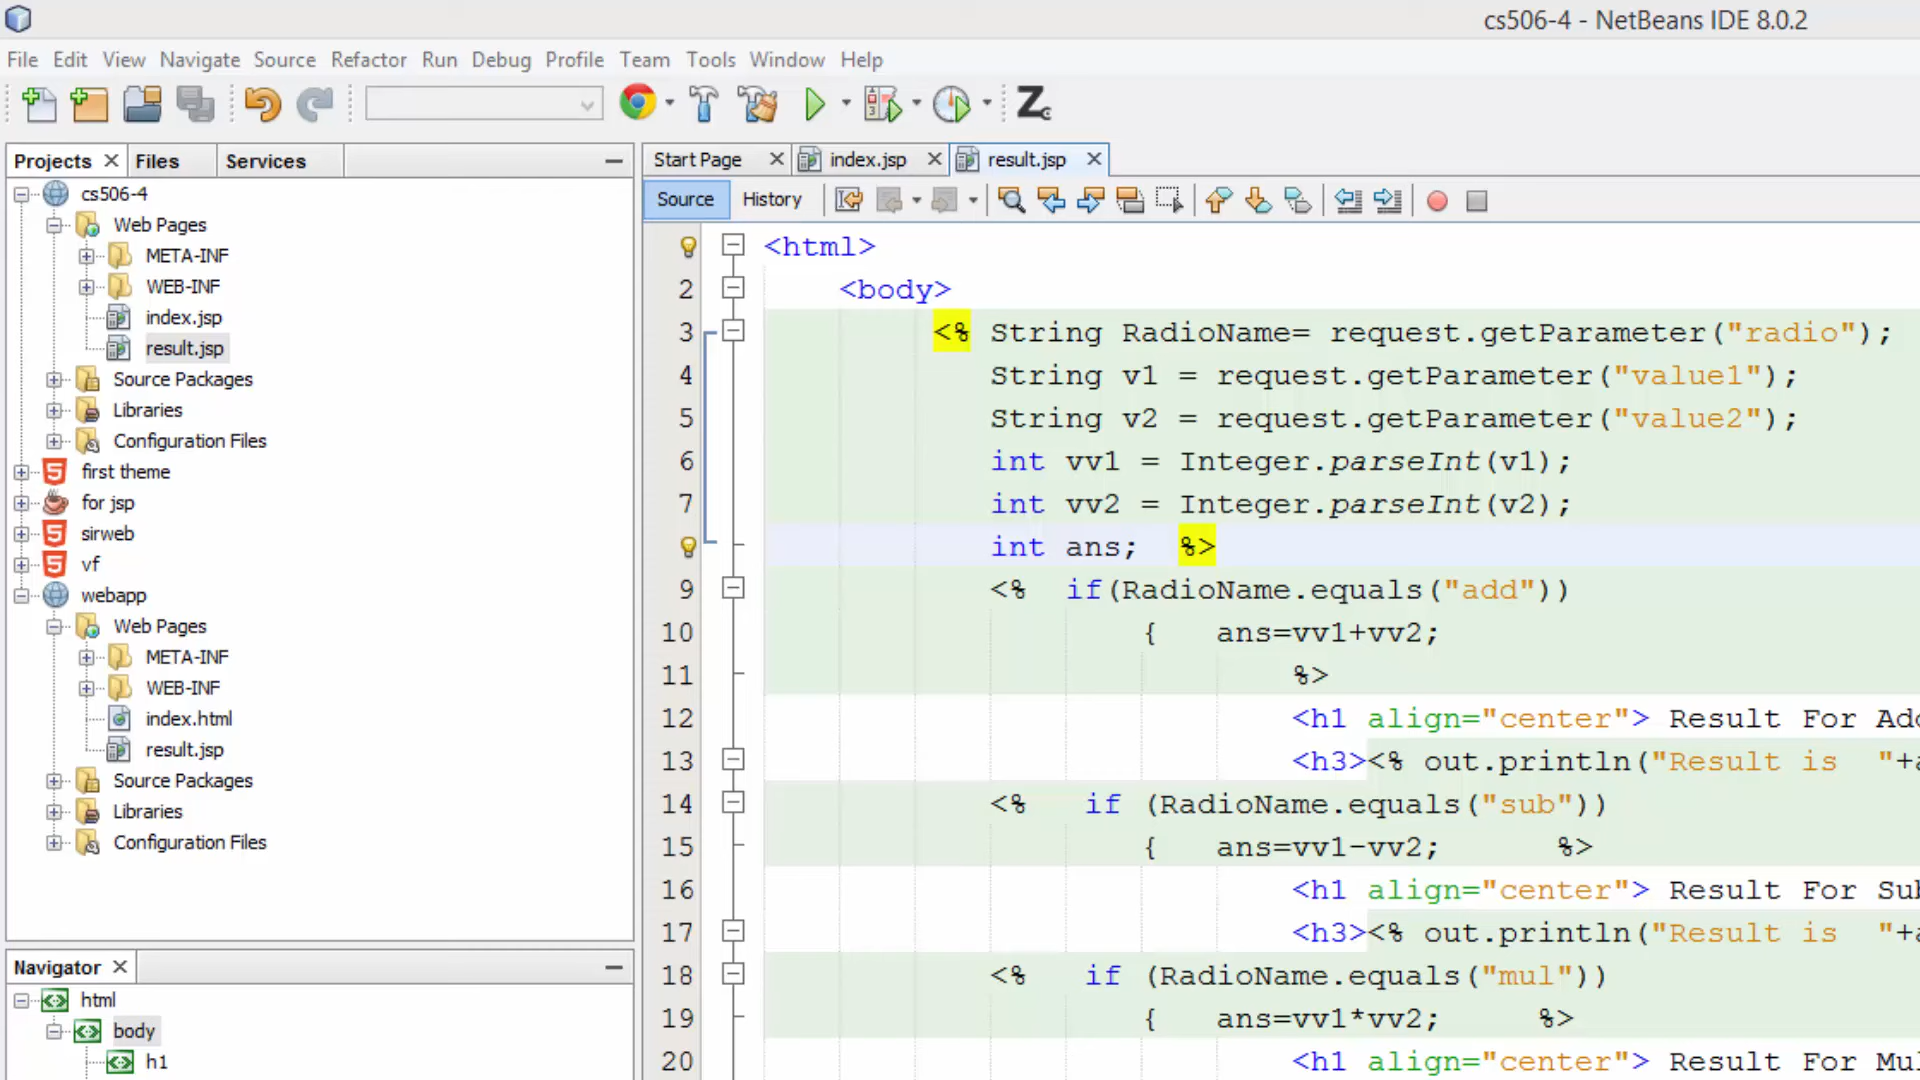 cs506-4 - NetBeans IDE 8.0.2
File Edit View Navigate Source Refactor Run Debug Profile Team Tools Window Help
Projects Files Services
cs506-4
Web Pages
META-INF
WEB-INF
index.jsp
result.jsp
Source Packages
Libraries
Configuration Files
first theme
for jsp
sirweb
vf
webapp
Web Pages
META-INF
WEB-INF
index.html
result.jsp
Source Packages
Libraries
Configuration Files
Navigator
html
body
h1
Start Page index.jsp result.jsp
Source History
<html>
2 <body>
3 <% String RadioName= request.getParameter("radio");
4 String v1 = request.getParameter("value1");
5 String v2 = request.getParameter("value2");
6 int vv1 = Integer.parseInt(v1);
7 int vv2 = Integer.parseInt(v2);
int ans; %>
9 <% if(RadioName.equals("add"))
10 { ans=vv1+vv2;
11 %>
12 <h1 align="center"> Result For
13 <h3><% out.println("Result is "+
14 <% if (RadioName.equals("sub"))
15 { ans=vv1-vv2; %>
16 <h1 align="center"> Result For
17 <h3><% out.println("Result is "+
18 <% if (RadioName.equals("mul"))
19 { ans=vv1*vv2; %>
20 <h1 align="center"> Result For